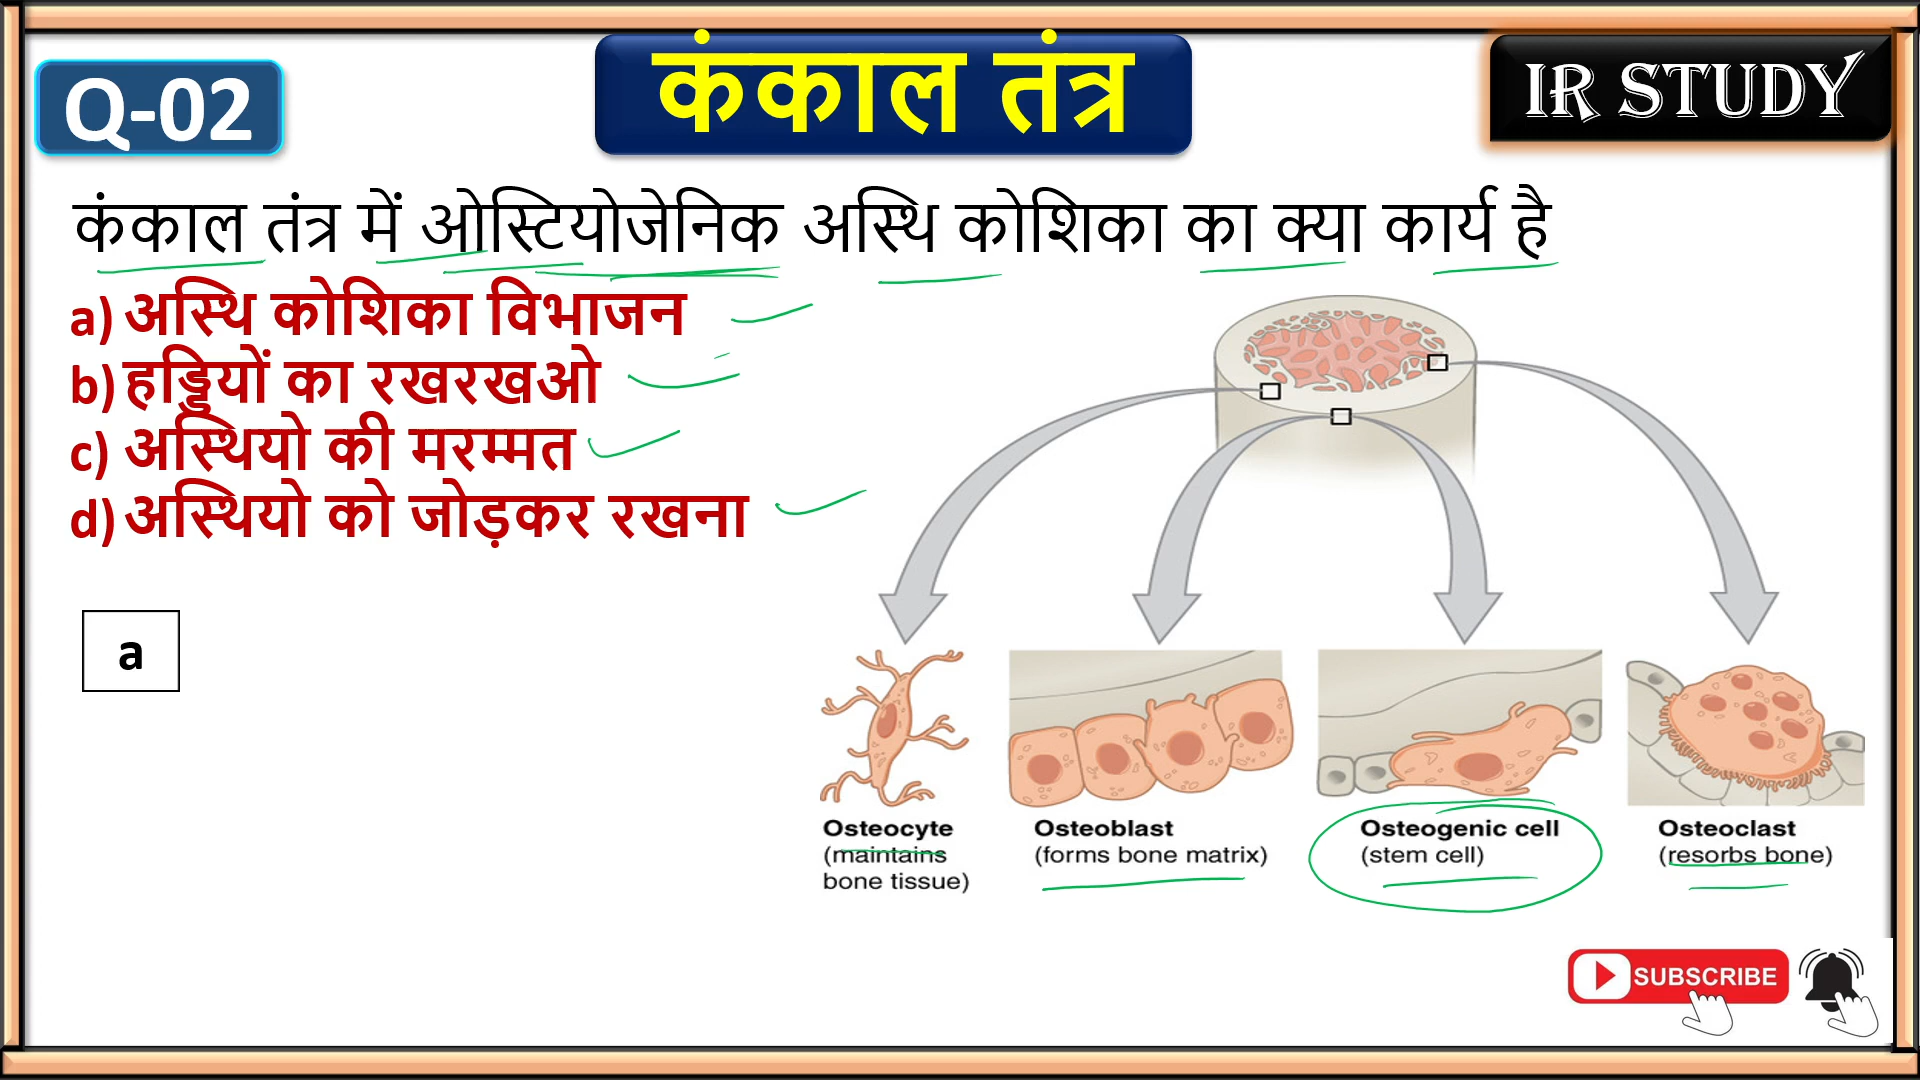 कंकाल तंत्र
Q-02
IR STUDY
कंकाल तंत्र में ओस्टियोजेनिक अस्थि कोशिका का क्या कार्य है
a) अस्थि कोशिका विभाजन
b) हड्डियों का रखरखओ
c) अस्थियो की मरम्मत
d) अस्थियो को जोड़कर रखना
a
Osteocyte
(maintains
bone tissue)
Osteoblast
(forms bone matrix)
Osteogenic cell
(stem cell)
Osteoclast
(resorbs bone)
SUBSCRIBE